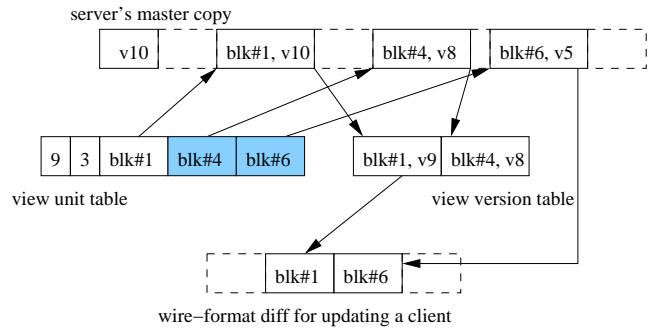 server's master copy
v10 blk#1, v10 blk#4, v8 blk#6, v5
9 3 blk#1 blk#4 blk#6 blk#1, v9 blk#4, v8
view unit table view version table
blk#1 blk#6
wire−format diff for updating a client